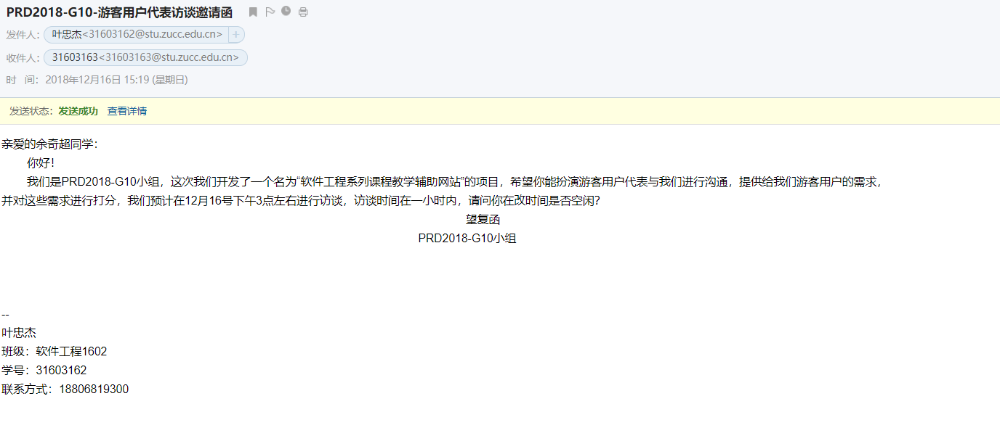 PRD2018-G10-游客用户代表访谈邀请函
发件人：叶忠杰<31603162@stu.zucc.edu.cn> +
收件人：31603163<31603163@stu.zucc.edu.cn>
时 间：2018年12月16日 15:19 (星期日)
发送状态：发送成功 查看详情
亲爱的余奇超同学：
你好！
我们是PRD2018-G10小组，这次我们开发了一个名为“软件工程系列课程教学辅助网站”的项目，希望你能扮演游客用户代表与我们进行沟通，提供给我们游客用户的需求，
并对这些需求进行打分，我们预计在12月16号下午3点左右进行访谈，访谈时间在一小时内，请问你在改时间是否空闲？
望复函
PRD2018-G10小组
--
叶忠杰
班级：软件工程1602
学号：31603162
联系方式：18806819300